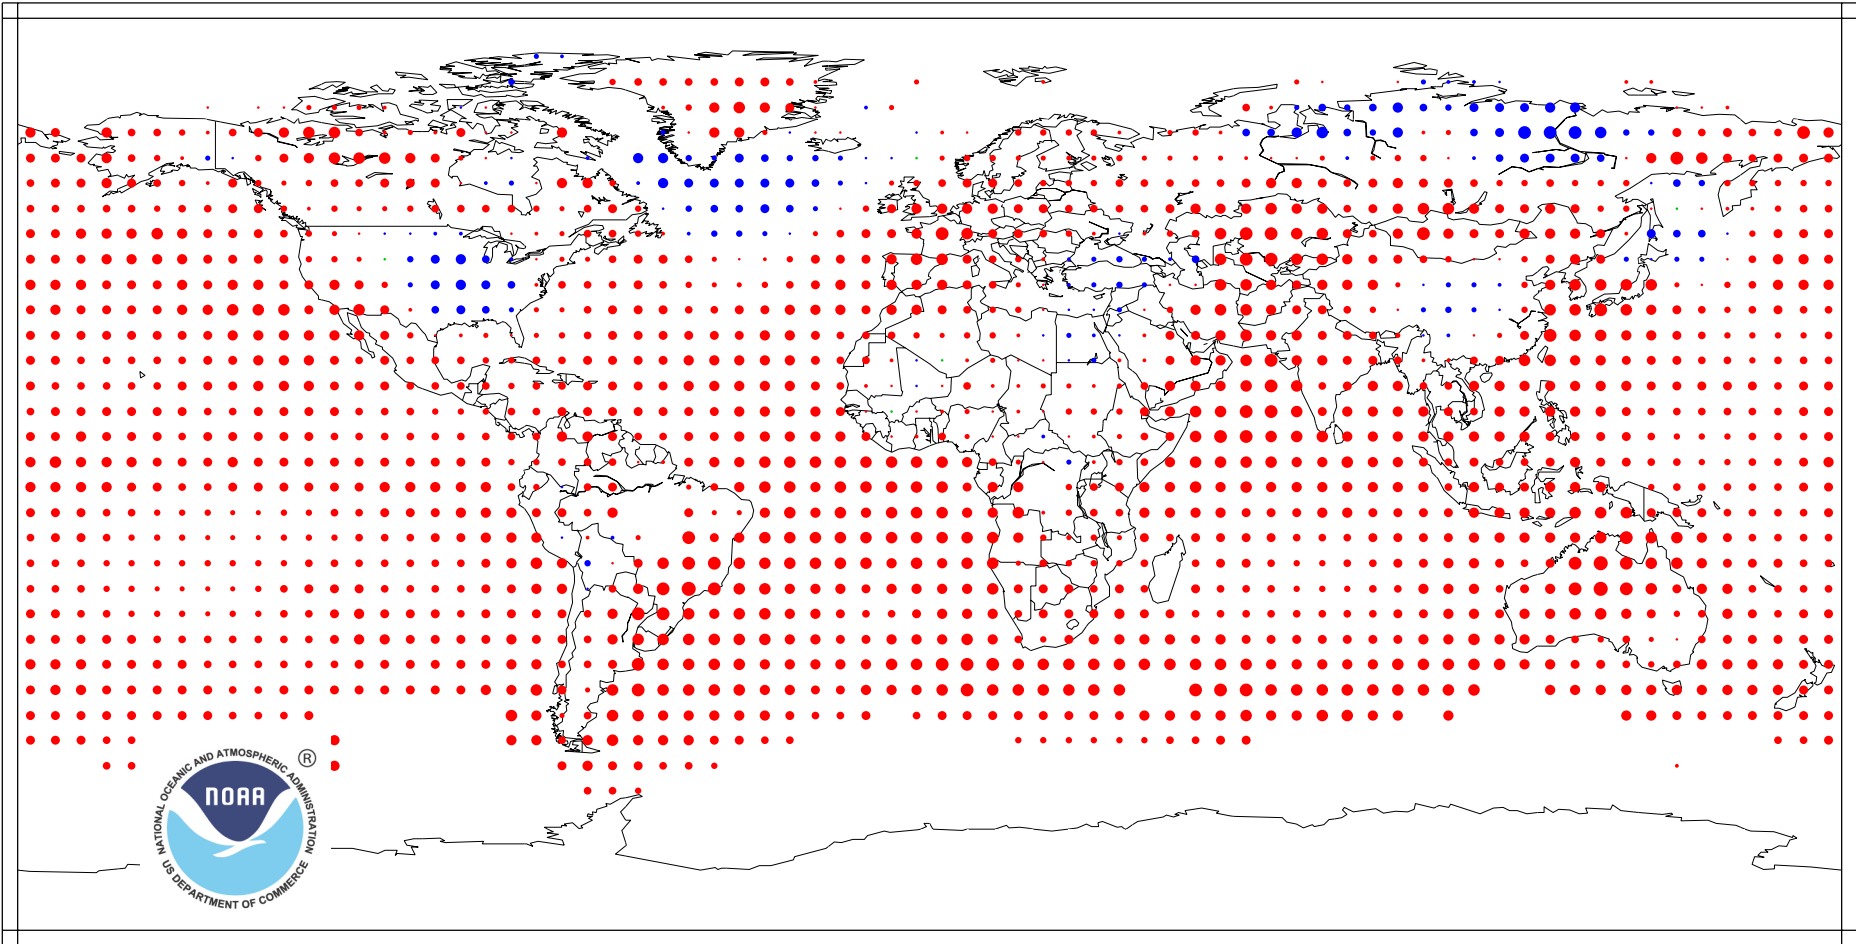 ®
NATIONAL OCEANIC AND ATMOSPHERIC ADMINISTRATION
NOAA
US DEPARTMENT OF COMMERCE